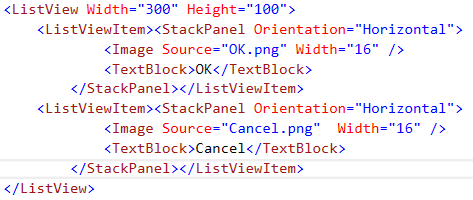 <ListView Width="300" Height="100">
    <ListViewItem><StackPanel Orientation="Horizontal">
            <Image Source="OK.png" Width="16" />
            <TextBlock>OK</TextBlock>
        </StackPanel></ListViewItem>
    <ListViewItem><StackPanel Orientation="Horizontal">
            <Image Source="Cancel.png"  Width="16" />
            <TextBlock>Cancel</TextBlock>
        </StackPanel></ListViewItem>
</ListView>